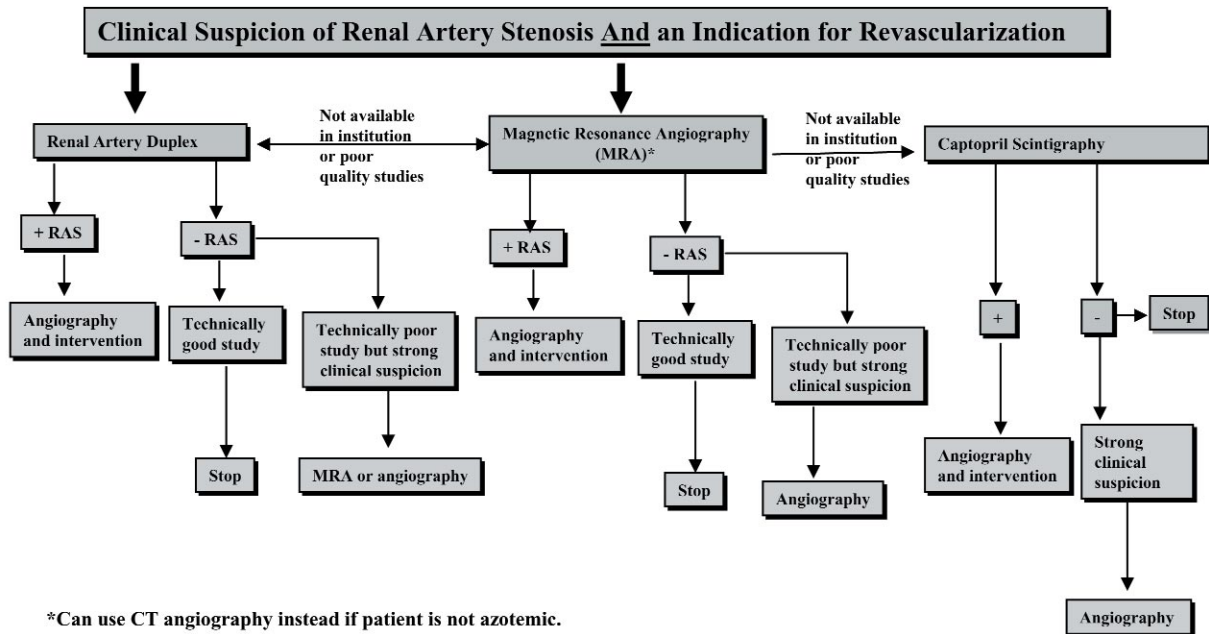 Clinical Suspicion of Renal Artery Stenosis And an Indication for Revascularization
Renal Artery Duplex
Not available
in institution
or poor
quality studies
Magnetic Resonance Angiography
(MRA)*
Not available
in institution
or poor
quality studies
Captopril Scintigraphy
+ RAS
- RAS
Angiography
and intervention
Technically
good study
Technically poor
study but strong
clinical suspicion
Stop
MRA or angiography
+ RAS
- RAS
Angiography
and intervention
Technically
good study
Technically poor
study but strong
clinical suspicion
Stop
Angiography
+
-
Stop
Angiography
and intervention
Strong
clinical
suspicion
Angiography
*Can use CT angiography instead if patient is not azotemic.